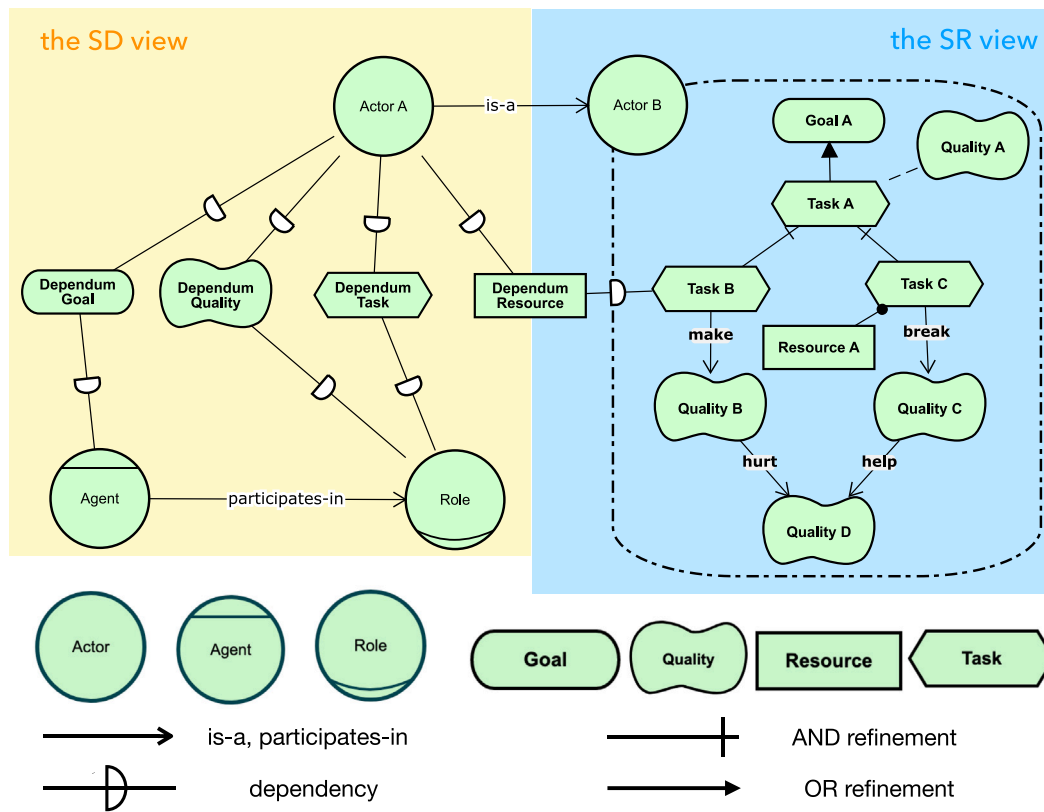 the SD view
the SR view
Actor A
is-a
Actor B
Goal A
Quality A
Task A
Dependum
Goal
Dependum
Quality
Dependum
Task
Dependum
Resource
Task B
Task C
make
Resource A
break
Quality B
Quality C
hurt
help
Agent
participates-in
Role
Quality D
Actor
Agent
Role
Goal
Quality
Resource
Task
is-a, participates-in
AND refinement
dependency
OR refinement